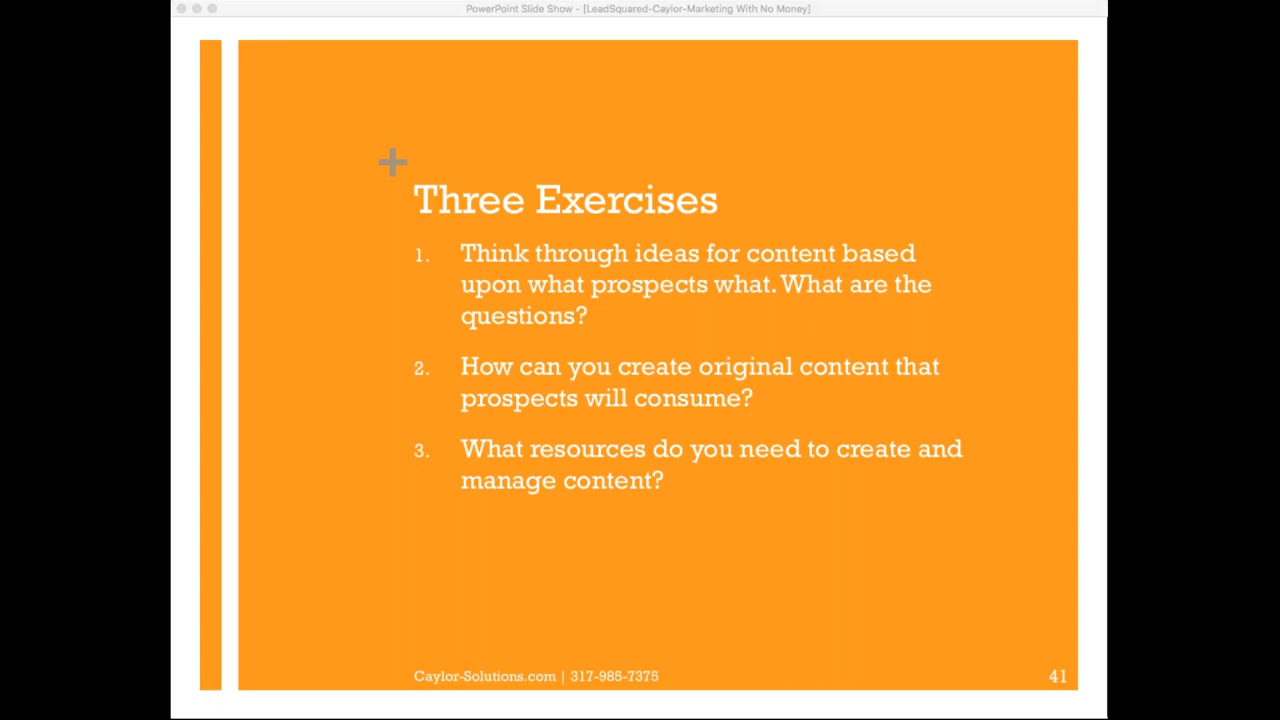 PowerPoint Slide Show - [LeadSquared-Caylor-Marketing With No Money]
+
Three Exercises
1. Think through ideas for content based
upon what prospects what. What are the
questions?
2. How can you create original content that
prospects will consume?
3. What resources do you need to create and
manage content?
Caylor-Solutions.com | 317-985-7375
41